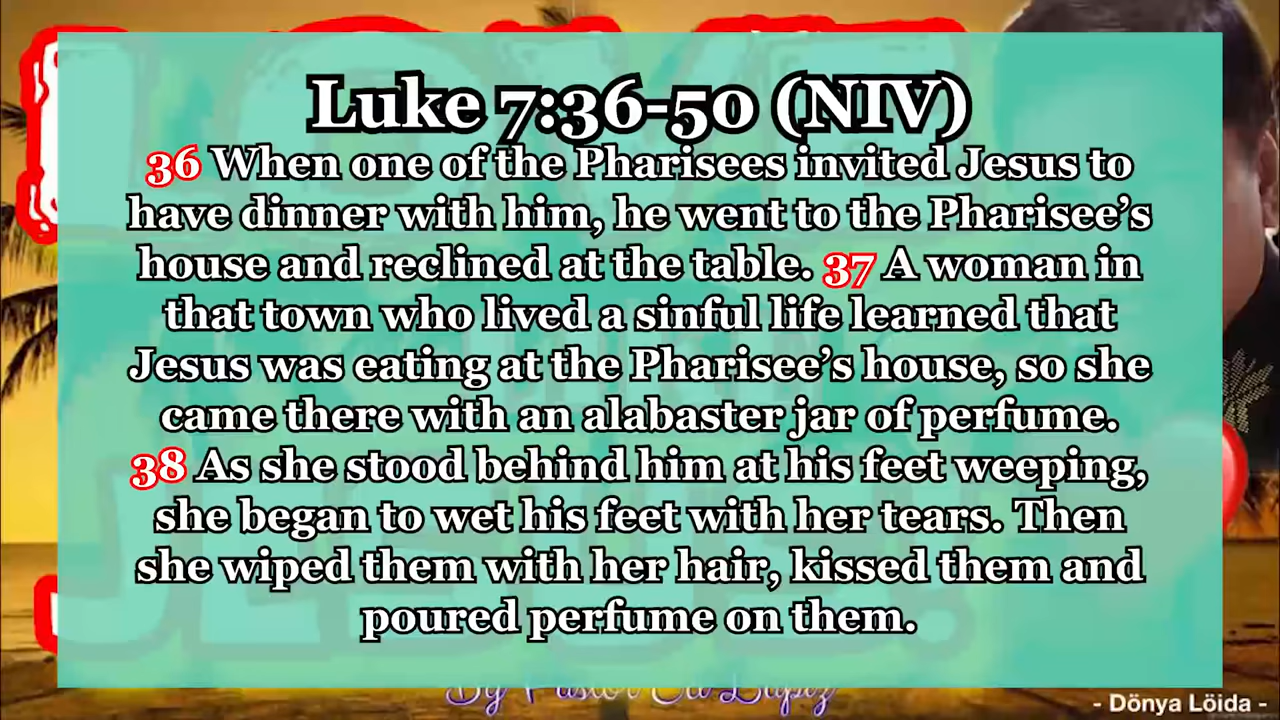 Luke 7:36-50 (NIV)
36 When one of the Pharisees invited Jesus to
have dinner with him, he went to the Pharisee’s
house and reclined at the table. 37 A woman in
that town who lived a sinful life learned that
Jesus was eating at the Pharisee’s house, so she
came there with an alabaster jar of perfume.
38 As she stood behind him at his feet weeping,
she began to wet his feet with her tears. Then
she wiped them with her hair, kissed them and
poured perfume on them.
By Pastor Ed Lapiz
- Dönya Löida -